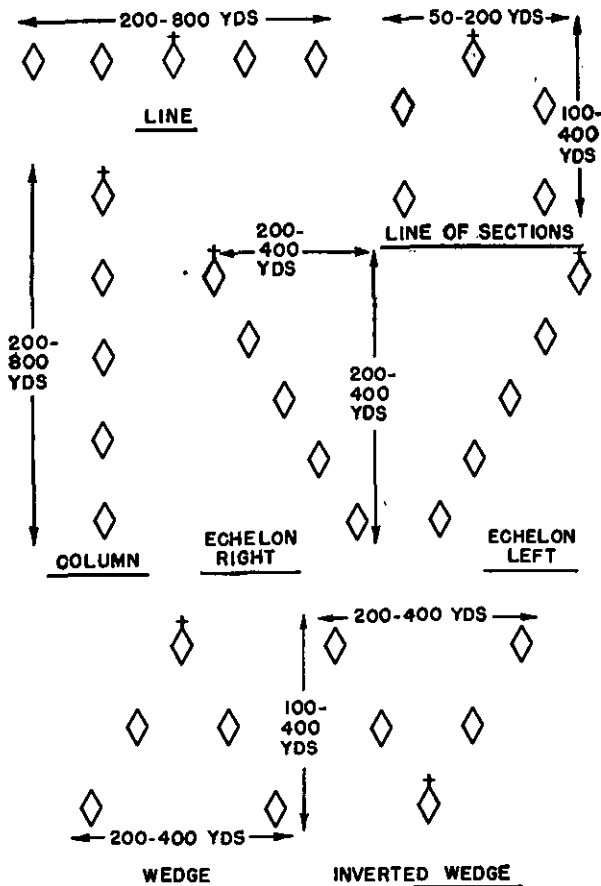 200-800 YDS
50-200 YDS
LINE
100-
400
YDS
LINE OF SECTIONS
200-
400
YDS
200-
800
YDS
200-
400
YDS
COLUMN
ECHELON
RIGHT
ECHELON
LEFT
200-400 YDS
100-
400
YDS
200-400 YDS
WEDGE
INVERTED WEDGE